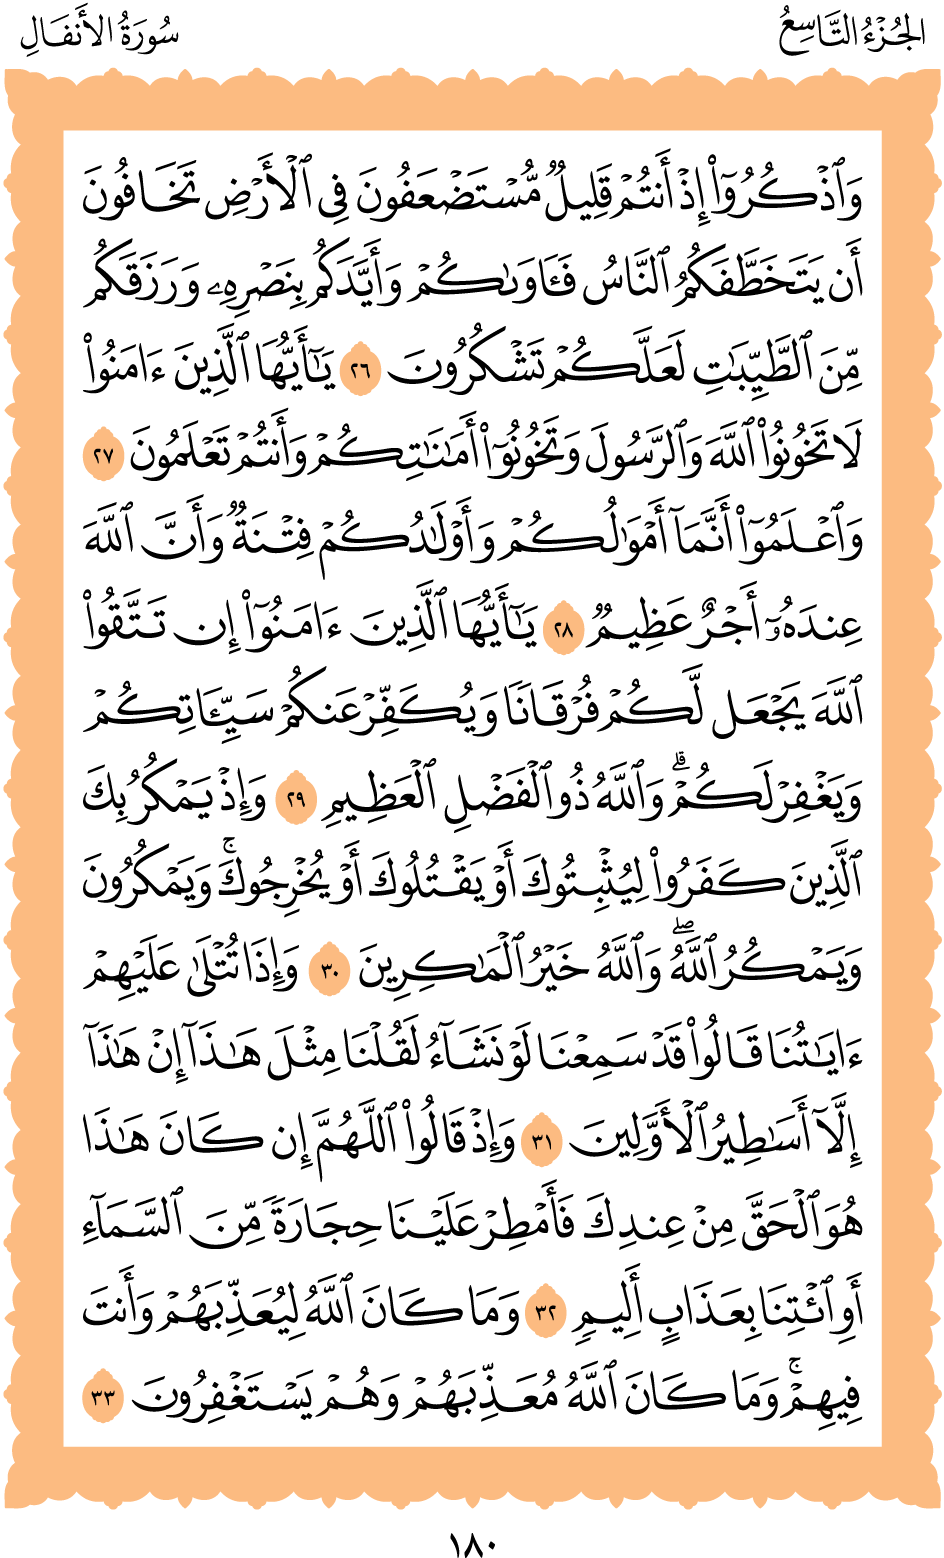 الجُزْءُ التَّاسِعُ
سُورَةُ الأَنفَالِ
وَٱذۡكُرُوٓاْ إِذۡ أَنتُمۡ قَلِيلٞ مُّسۡتَضۡعَفُونَ فِي ٱلۡأَرۡضِ تَخَافُونَ
أَن يَتَخَطَّفَكُمُ ٱلنَّاسُ فَـَٔاوَىٰكُمۡ وَأَيَّدَكُم بِنَصۡرِهِۦ وَرَزَقَكُم
مِّنَ ٱلطَّيِّبَٰتِ لَعَلَّكُمۡ تَشۡكُرُونَ ٢٦ يَٰٓأَيُّهَا ٱلَّذِينَ ءَامَنُواْ
لَا تَخُونُواْ ٱللَّهَ وَٱلرَّسُولَ وَتَخُونُوٓاْ أَمَٰنَٰتِكُمۡ وَأَنتُمۡ تَعۡلَمُونَ ٢٧
وَٱعۡلَمُوٓاْ أَنَّمَآ أَمۡوَٰلُكُمۡ وَأَوۡلَٰدُكُمۡ فِتۡنَةٞ وَأَنَّ ٱللَّهَ
عِندَهُۥٓ أَجۡرٌ عَظِيمٞ ٢٨ يَٰٓأَيُّهَا ٱلَّذِينَ ءَامَنُوٓاْ إِن تَتَّقُواْ
ٱللَّهَ يَجۡعَل لَّكُمۡ فُرۡقَانٗا وَيُكَفِّرۡ عَنكُمۡ سَيِّـَٔاتِكُمۡ
وَيَغۡفِرۡ لَكُمۡۗ وَٱللَّهُ ذُو ٱلۡفَضۡلِ ٱلۡعَظِيمِ ٢٩ وَإِذۡ يَمۡكُرُ بِكَ
ٱلَّذِينَ كَفَرُواْ لِيُثۡبِتُوكَ أَوۡ يَقۡتُلُوكَ أَوۡ يُخۡرِجُوكَۚ وَيَمۡكُرُونَ
وَيَمۡكُرُ ٱللَّهُۖ وَٱللَّهُ خَيۡرُ ٱلۡمَٰكِرِينَ ٣٠ وَإِذَا تُتۡلَىٰ عَلَيۡهِمۡ
ءَايَٰتُنَا قَالُواْ قَدۡ سَمِعۡنَا لَوۡ نَشَآءُ لَقُلۡنَا مِثۡلَ هَٰذَآ إِنۡ هَٰذَآ
إِلَّآ أَسَٰطِيرُ ٱلۡأَوَّلِينَ ٣١ وَإِذۡ قَالُواْ ٱللَّهُمَّ إِن كَانَ هَٰذَا
هُوَ ٱلۡحَقَّ مِنۡ عِندِكَ فَأَمۡطِرۡ عَلَيۡنَا حِجَارَةٗ مِّنَ ٱلسَّمَآءِ
أَوِ ٱئۡتِنَا بِعَذَابٍ أَلِيمٖ ٣٢ وَمَا كَانَ ٱللَّهُ لِيُعَذِّبَهُمۡ وَأَنتَ
فِيهِمۡۚ وَمَا كَانَ ٱللَّهُ مُعَذِّبَهُمۡ وَهُمۡ يَسۡتَغۡفِرُونَ ٣٣
١٨٠